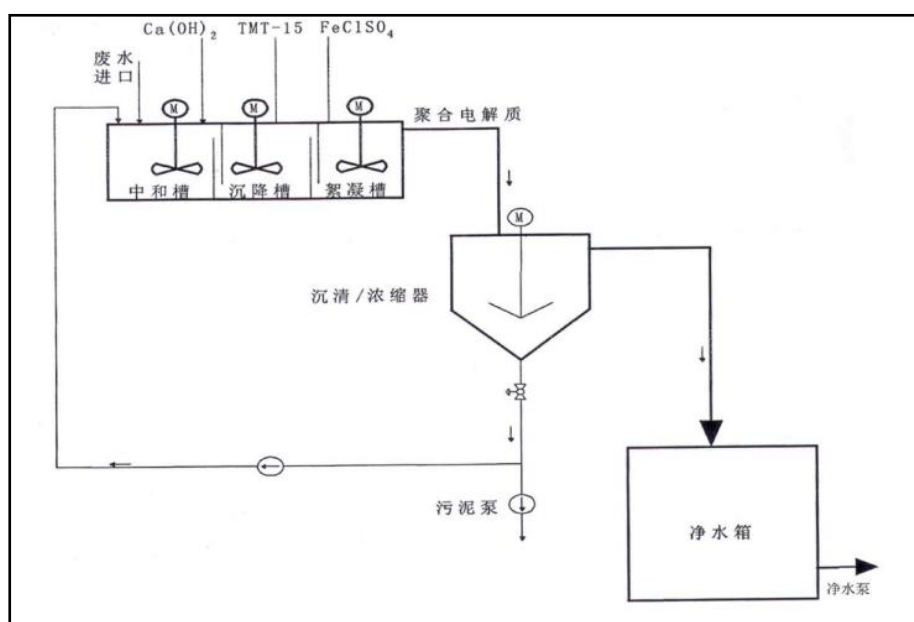 Ca(OH)₂ TMT-15 FeClSO₄
废水
进口
M M M
聚合电解质
中和槽 沉降槽 絮凝槽
M
沉清/浓缩器
污泥泵
净水箱
净水泵